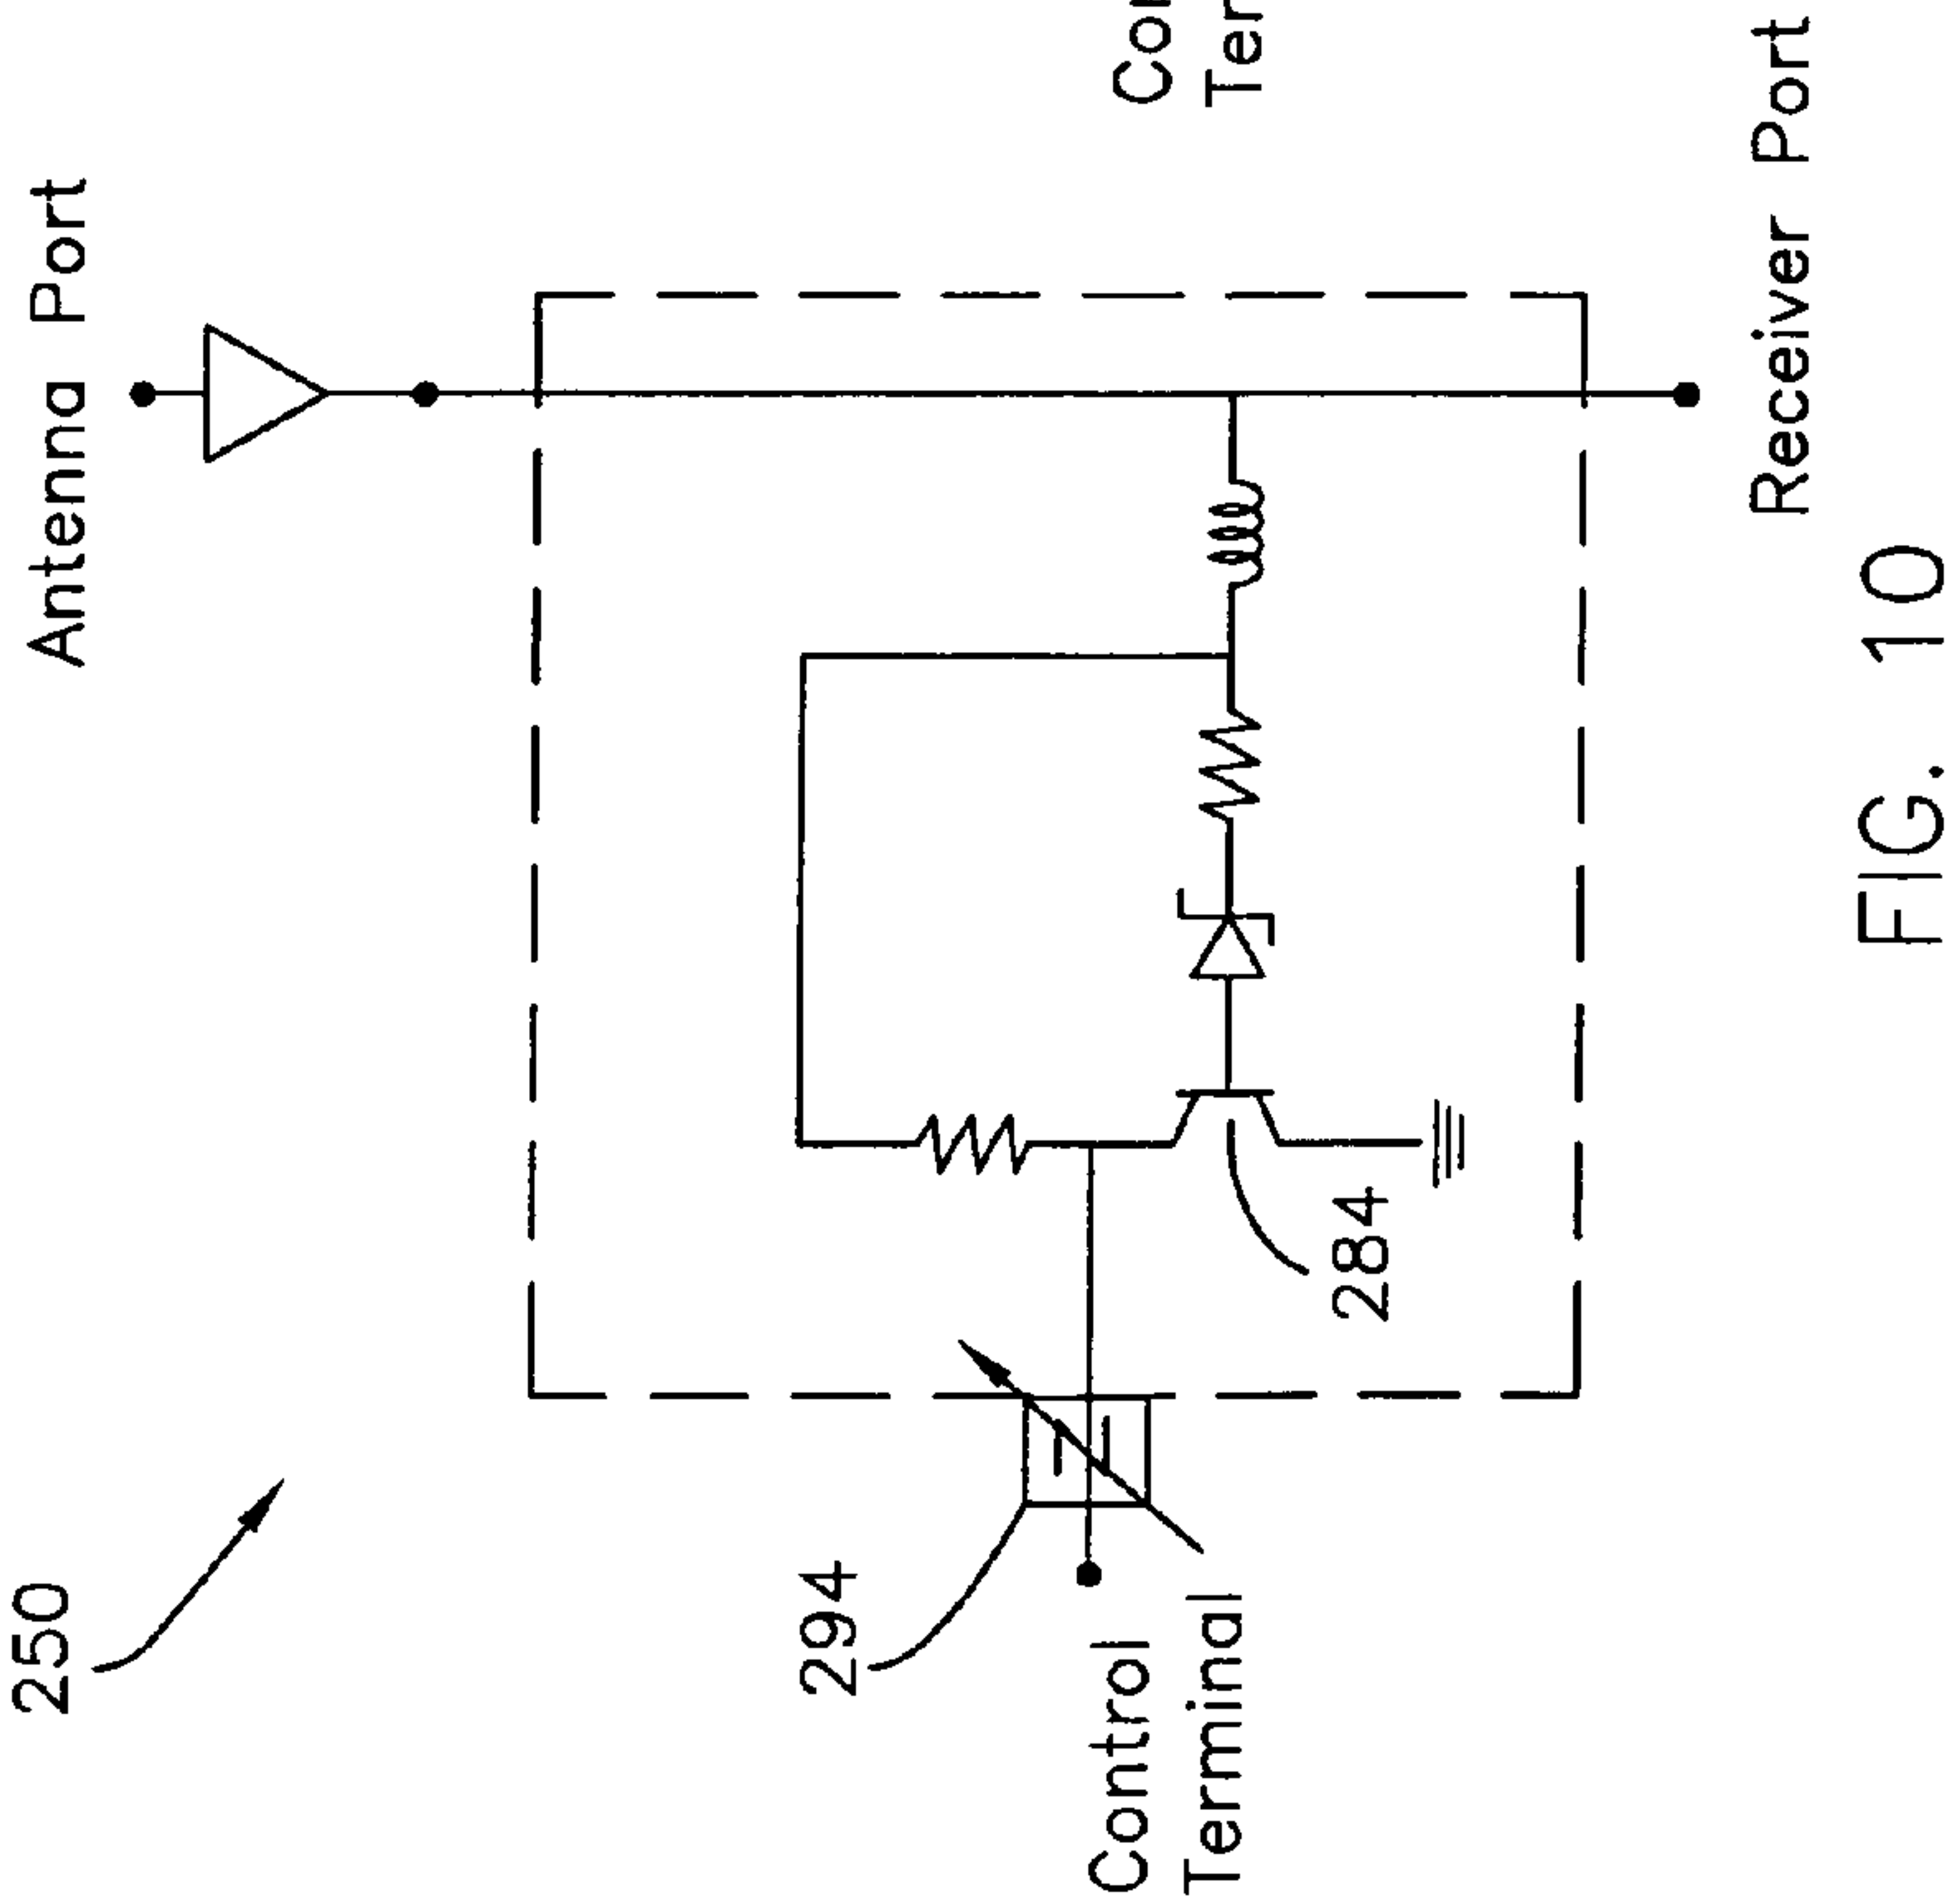 250
Antenna Port
294
Control
Terminal
284
Receiver Port
FIG. 10